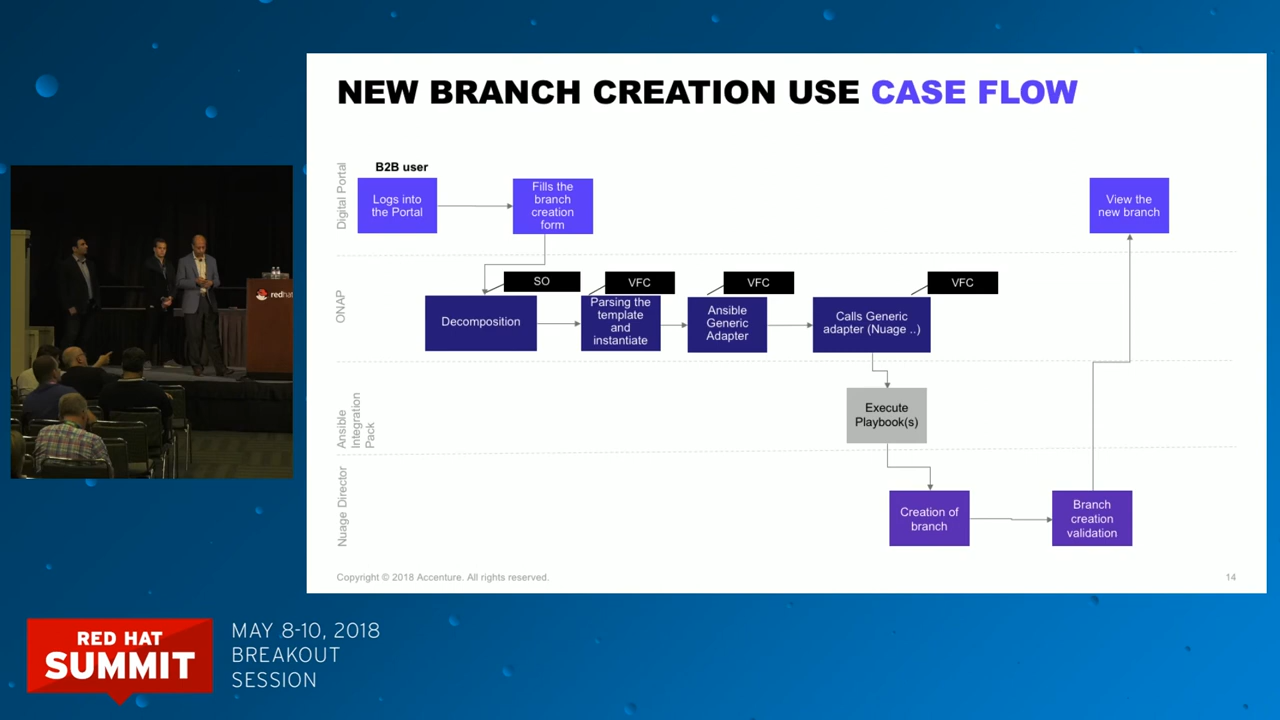 NEW BRANCH CREATION USE CASE FLOW
Digital Portal
B2B user
Logs into
the Portal
Fills the
branch
creation
form
View the
new branch
ONAP
SO
VFC
VFC
VFC
Decomposition
Parsing the
template
and
instantiate
Ansible
Generic
Adapter
Calls Generic
adapter (Nuage ..)
Ansible
Integration
Pack
Execute
Playbook(s)
Nuage Director
Creation of
branch
Branch
creation
validation
Copyright © 2018 Accenture. All rights reserved.
14
redhat
RED HAT
SUMMIT
MAY 8-10, 2018
BREAKOUT
SESSION